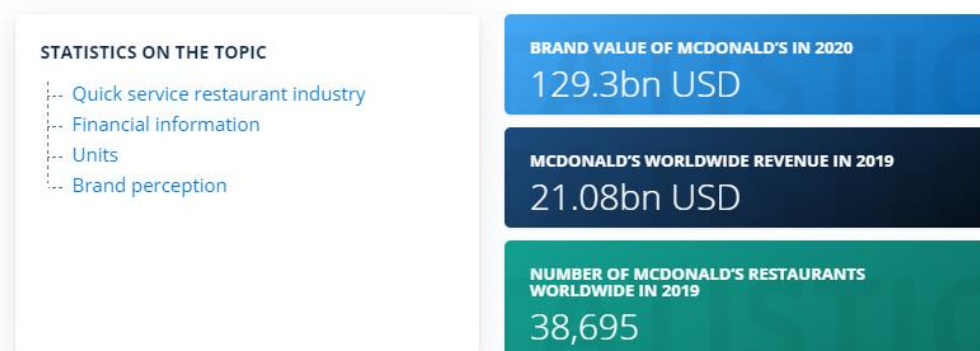 STATISTICS ON THE TOPIC
Quick service restaurant industry
Financial information
Units
Brand perception
BRAND VALUE OF MCDONALD'S IN 2020
129.3bn USD
MCDONALD'S WORLDWIDE REVENUE IN 2019
21.08bn USD
NUMBER OF MCDONALD'S RESTAURANTS
WORLDWIDE IN 2019
38,695